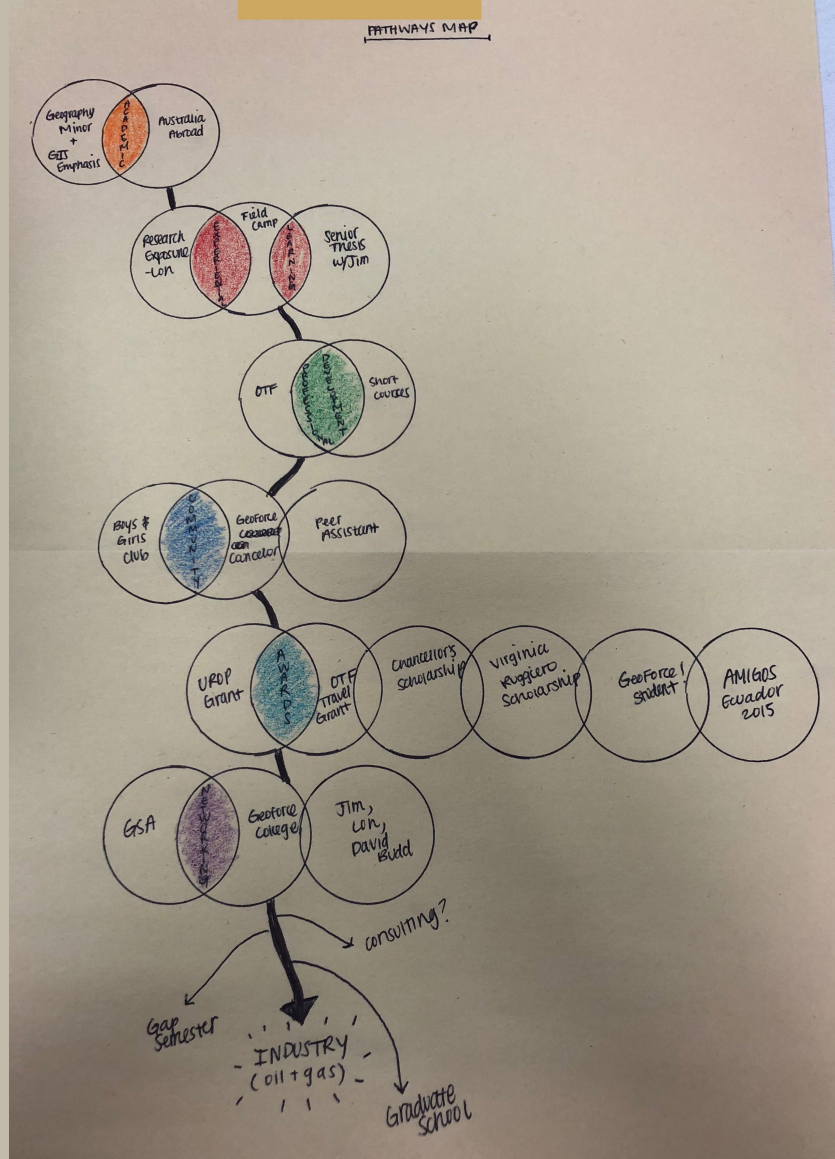 PATHWAYS MAP
Geography
Minor
+
GIS
Emphasis
ACADEMIC
Australia
Abroad
Research
Exposure
-Lon
EXPERIENTIAL
Field
Camp
LEARNING
Senior
Thesis
w/Jim
OTF
PROFESSIONAL
DEVELOPMENT
Short
courses
Boys &
Girls
Club
COMMUNITY
GeoForce
Cancelor
Peer
Assistant
UROP
Grant
AWARDS
OTF
Travel
Grant
Chancellor's
Scholarship
Virginia
Ruggiero
Scholarship
GeoForce!
Student!
AMIGOS
Ecuador
2015
GSA
Geoforce
College
Jim,
Lon,
David
Budd
consulting?
Gap
Semester
INDUSTRY
(oil + gas)
Graduate
School